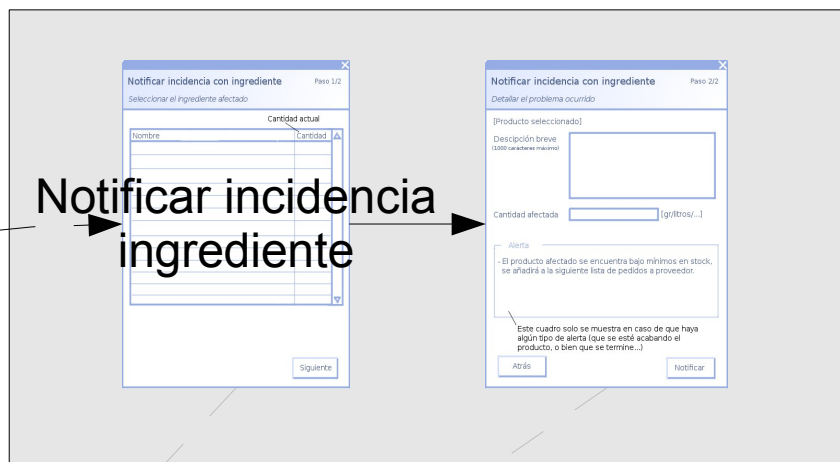 Notificar incidencia con ingrediente
Paso 1/2
Seleccionar el ingrediente afectado
Cantidad actual
Nombre
Cantidad
Siguiente
Notificar incidencia
ingrediente
Notificar incidencia con ingrediente
Paso 2/2
Detallar el problema ocurrido
[Producto seleccionado]
Descipción breve
(1000 carácteres máximo)
Cantidad afectada
[gr/litros/...]
Alerta
- El producto afectado se encuentra bajo mínimos en stock,
se añadirá a la siguiente lista de pedidos a proveedor.
Este cuadro solo se muestra en caso de que haya
algún tipo de alerta (que se esté acabando el
producto, o bien que se termine...)
Atrás
Notificar